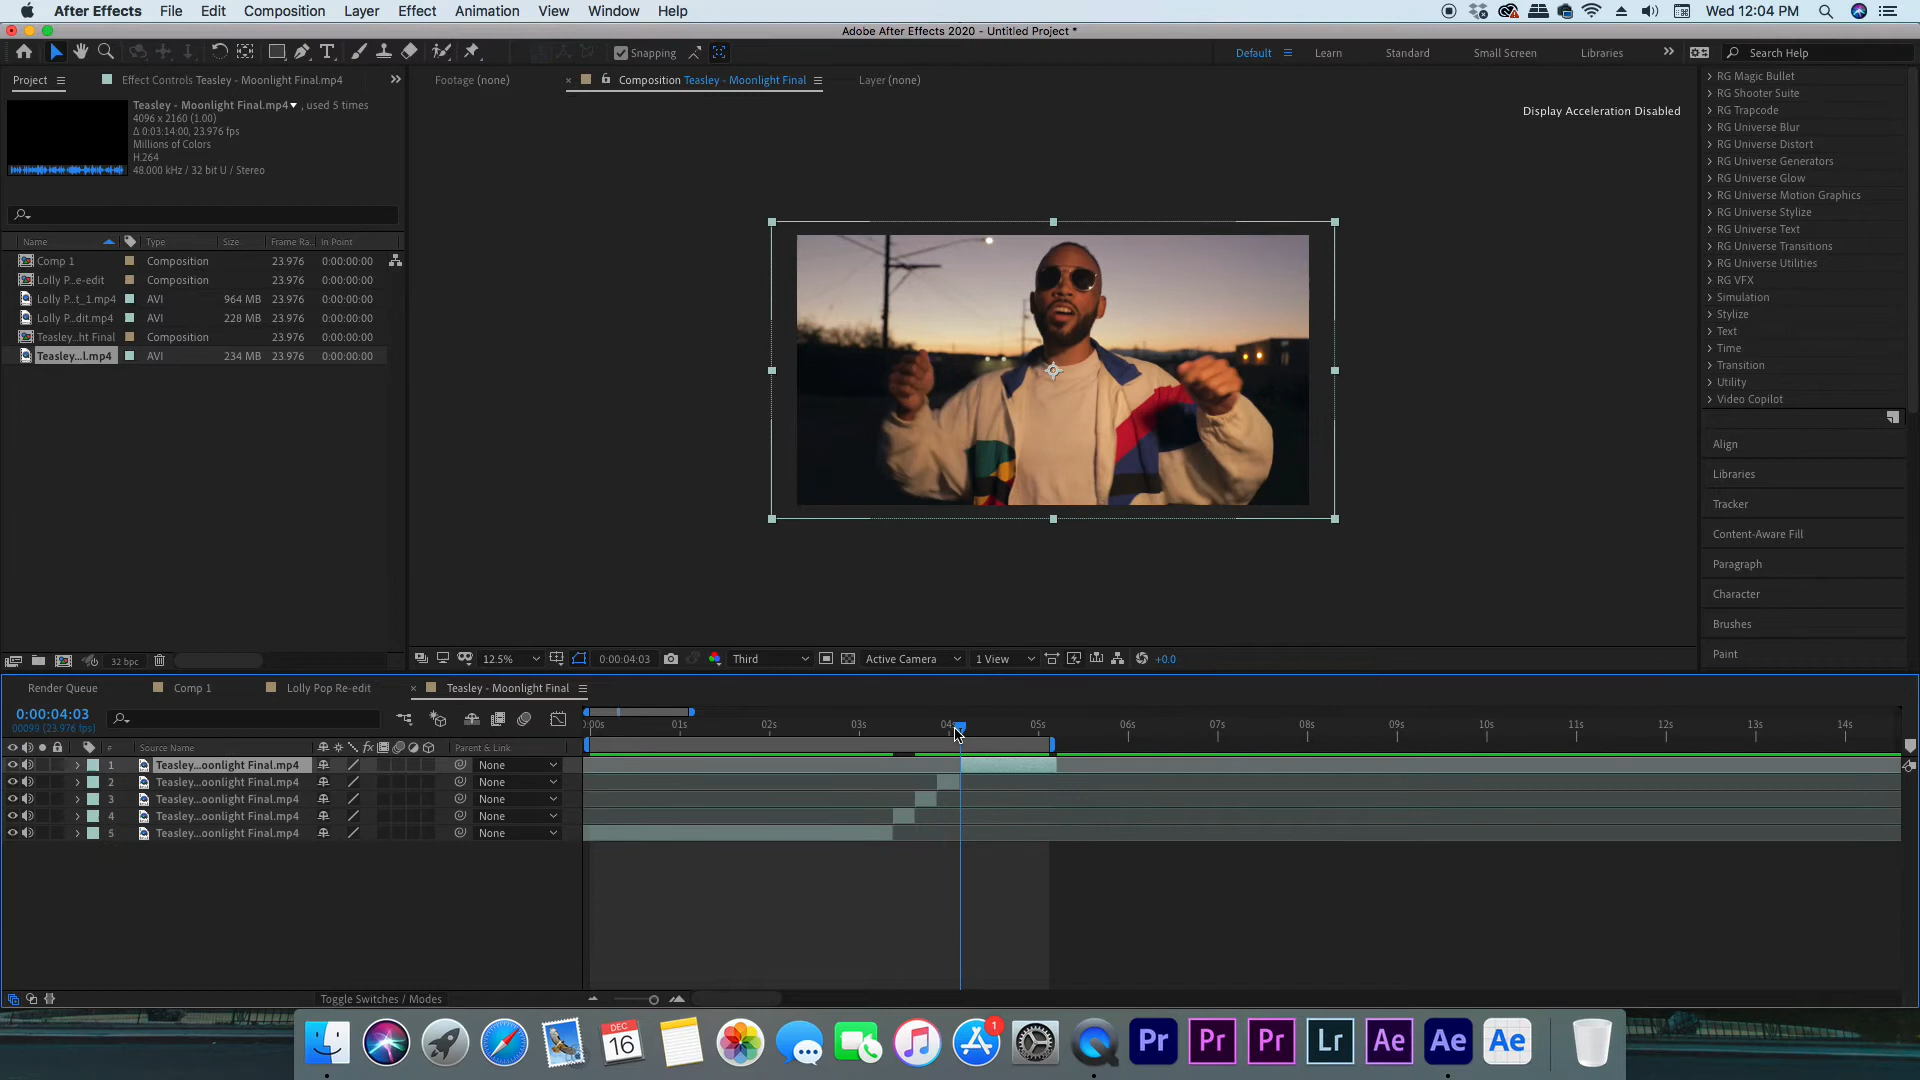 After Effects File Edit Composition Layer Effect Animation View Window Help Wed 12:04 PM
Adobe After Effects 2020 - Untitled Project *
Snapping Default Learn Standard Small Screen Libraries Search Help
Project Effect Controls Teasley - Moonlight Final.mp4 Footage (none) Composition Teasley - Moonlight Final Layer (none)
Teasley - Moonlight Final.mp4 , used 5 times
4096 x 2160 (1.00)
Δ 0:03:14:00, 23.976 fps
Millions of Colors
H.264
48.000 kHz / 32 bit U / Stereo
Display Acceleration Disabled
Name Type Size Frame Ra... In Point
Comp 1 Composition 23.976 0:00:00:00
Lolly P...e-edit Composition 23.976 0:00:00:00
Lolly P...t_1.mp4 AVI 964 MB 23.976 0:00:00:00
Lolly P...dit.mp4 AVI 228 MB 23.976 0:00:00:00
Teasley...ht Final Composition 23.976 0:00:00:00
Teasley...l.mp4 AVI 234 MB 23.976 0:00:00:00
RG Magic Bullet
RG Shooter Suite
RG Trapcode
RG Universe Blur
RG Universe Distort
RG Universe Generators
RG Universe Glow
RG Universe Motion Graphics
RG Universe Stylize
RG Universe Text
RG Universe Transitions
RG Universe Utilities
RG VFX
Simulation
Stylize
Text
Time
Transition
Utility
Video Copilot
Align
Libraries
Tracker
Content-Aware Fill
Paragraph
Character
Brushes
Paint
32 bpc 12.5% 0:00:04:03 Third Active Camera 1 View +0.0
Render Queue Comp 1 Lolly Pop Re-edit Teasley - Moonlight Final
0:00:04:03
00099 (23.976 fps)
:00s 01s 02s 03s 04s 05s 06s 07s 08s 09s 10s 11s 12s 13s 14s
# Source Name fx Parent & Link
1 Teasley...oonlight Final.mp4 None
2 Teasley...oonlight Final.mp4 None
3 Teasley...oonlight Final.mp4 None
4 Teasley...oonlight Final.mp4 None
5 Teasley...oonlight Final.mp4 None
Toggle Switches / Modes
DEC
16
1
Pr Pr Pr Lr Ae Ae Ae